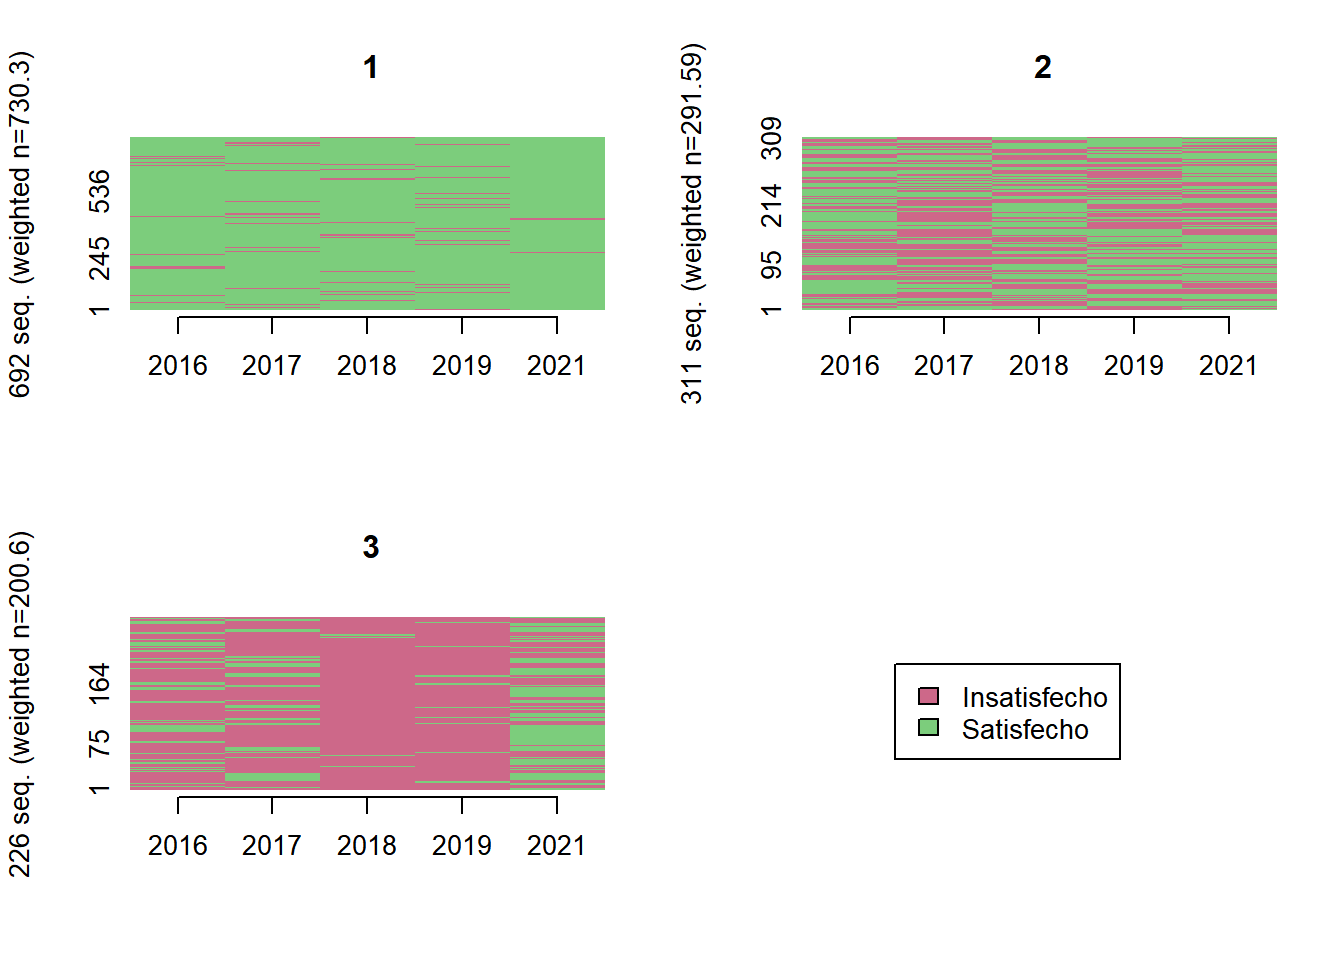 1
692 seq. (weighted n=730.3)
536
245
1
2016 2017 2018 2019 2021
2
311 seq. (weighted n=291.59)
309
214
95
1
2016 2017 2018 2019 2021
3
226 seq. (weighted n=200.6)
164
75
1
2016 2017 2018 2019 2021
Insatisfecho
Satisfecho